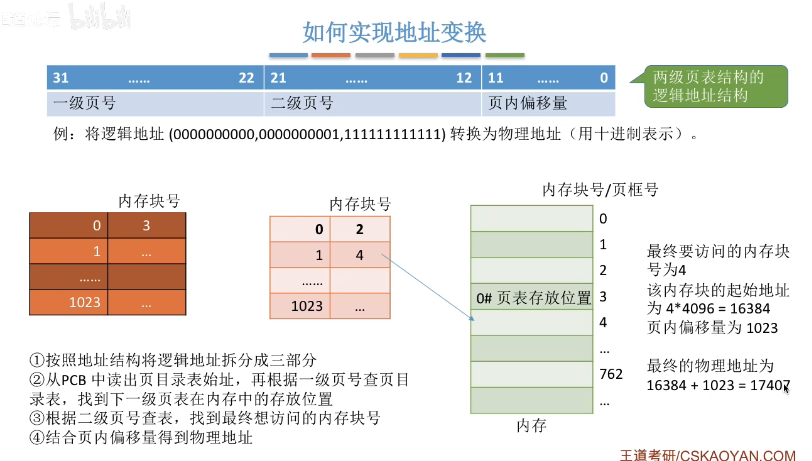 bilibili
如何实现地址变换
31 …… 22 21 …… 12 11 …… 0
一级页号 二级页号 页内偏移量
两级页表结构的
逻辑地址结构
例：将逻辑地址 (0000000000,0000000001,111111111111) 转换为物理地址（用十进制表示）。
内存块号
0 3
1 …
……
1023 …
内存块号
0 2
1 4
……
1023 …
内存块号/页框号
0
1
2
0# 页表存放位置 3
4
…
762
…
内存
最终要访问的内存块
号为4
该内存块的起始地址
为 4*4096 = 16384
页内偏移量为 1023
最终的物理地址为
16384 + 1023 = 17407
①按照地址结构将逻辑地址拆分成三部分
②从PCB 中读出页目录表始址，再根据一级页号查页目
录表，找到下一级页表在内存中的存放位置
③根据二级页号查表，找到最终想访问的内存块号
④结合页内偏移量得到物理地址
王道考研/CSKAOYAN.COM